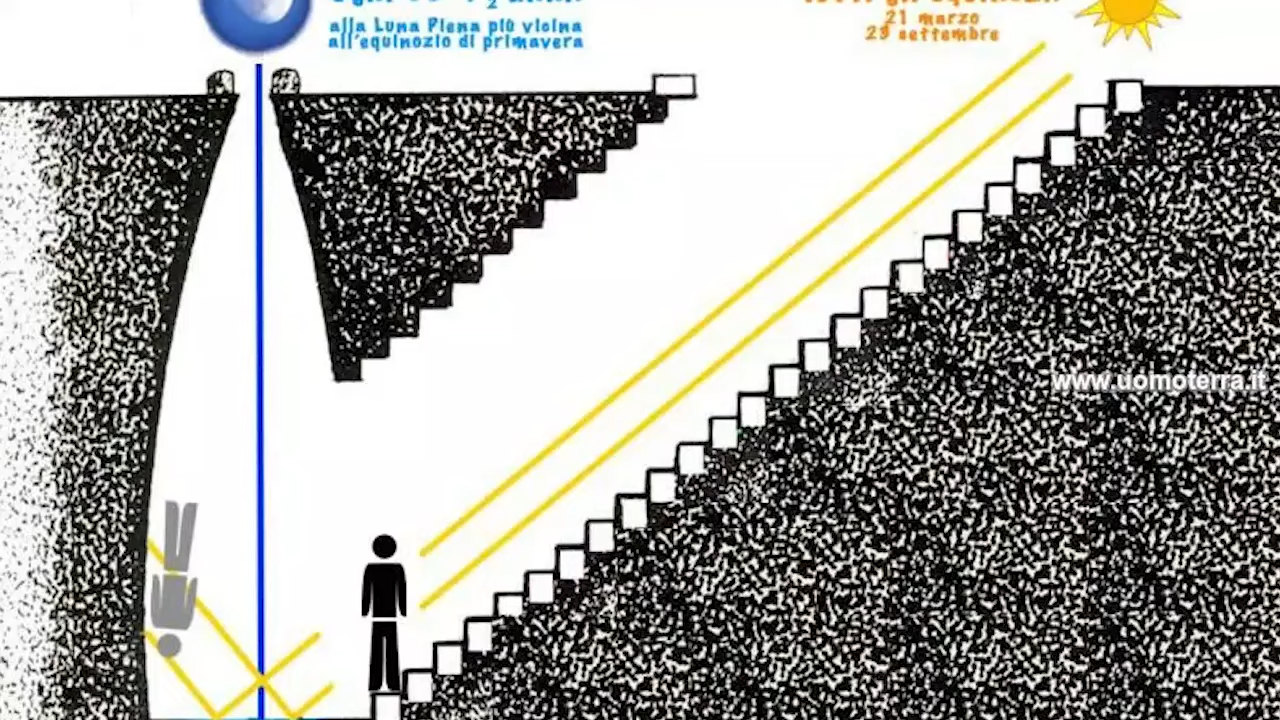 alla Luna Piena più vicina
all'equinozio di primavera
21 marzo
23 settembre
www.uomoterra.it